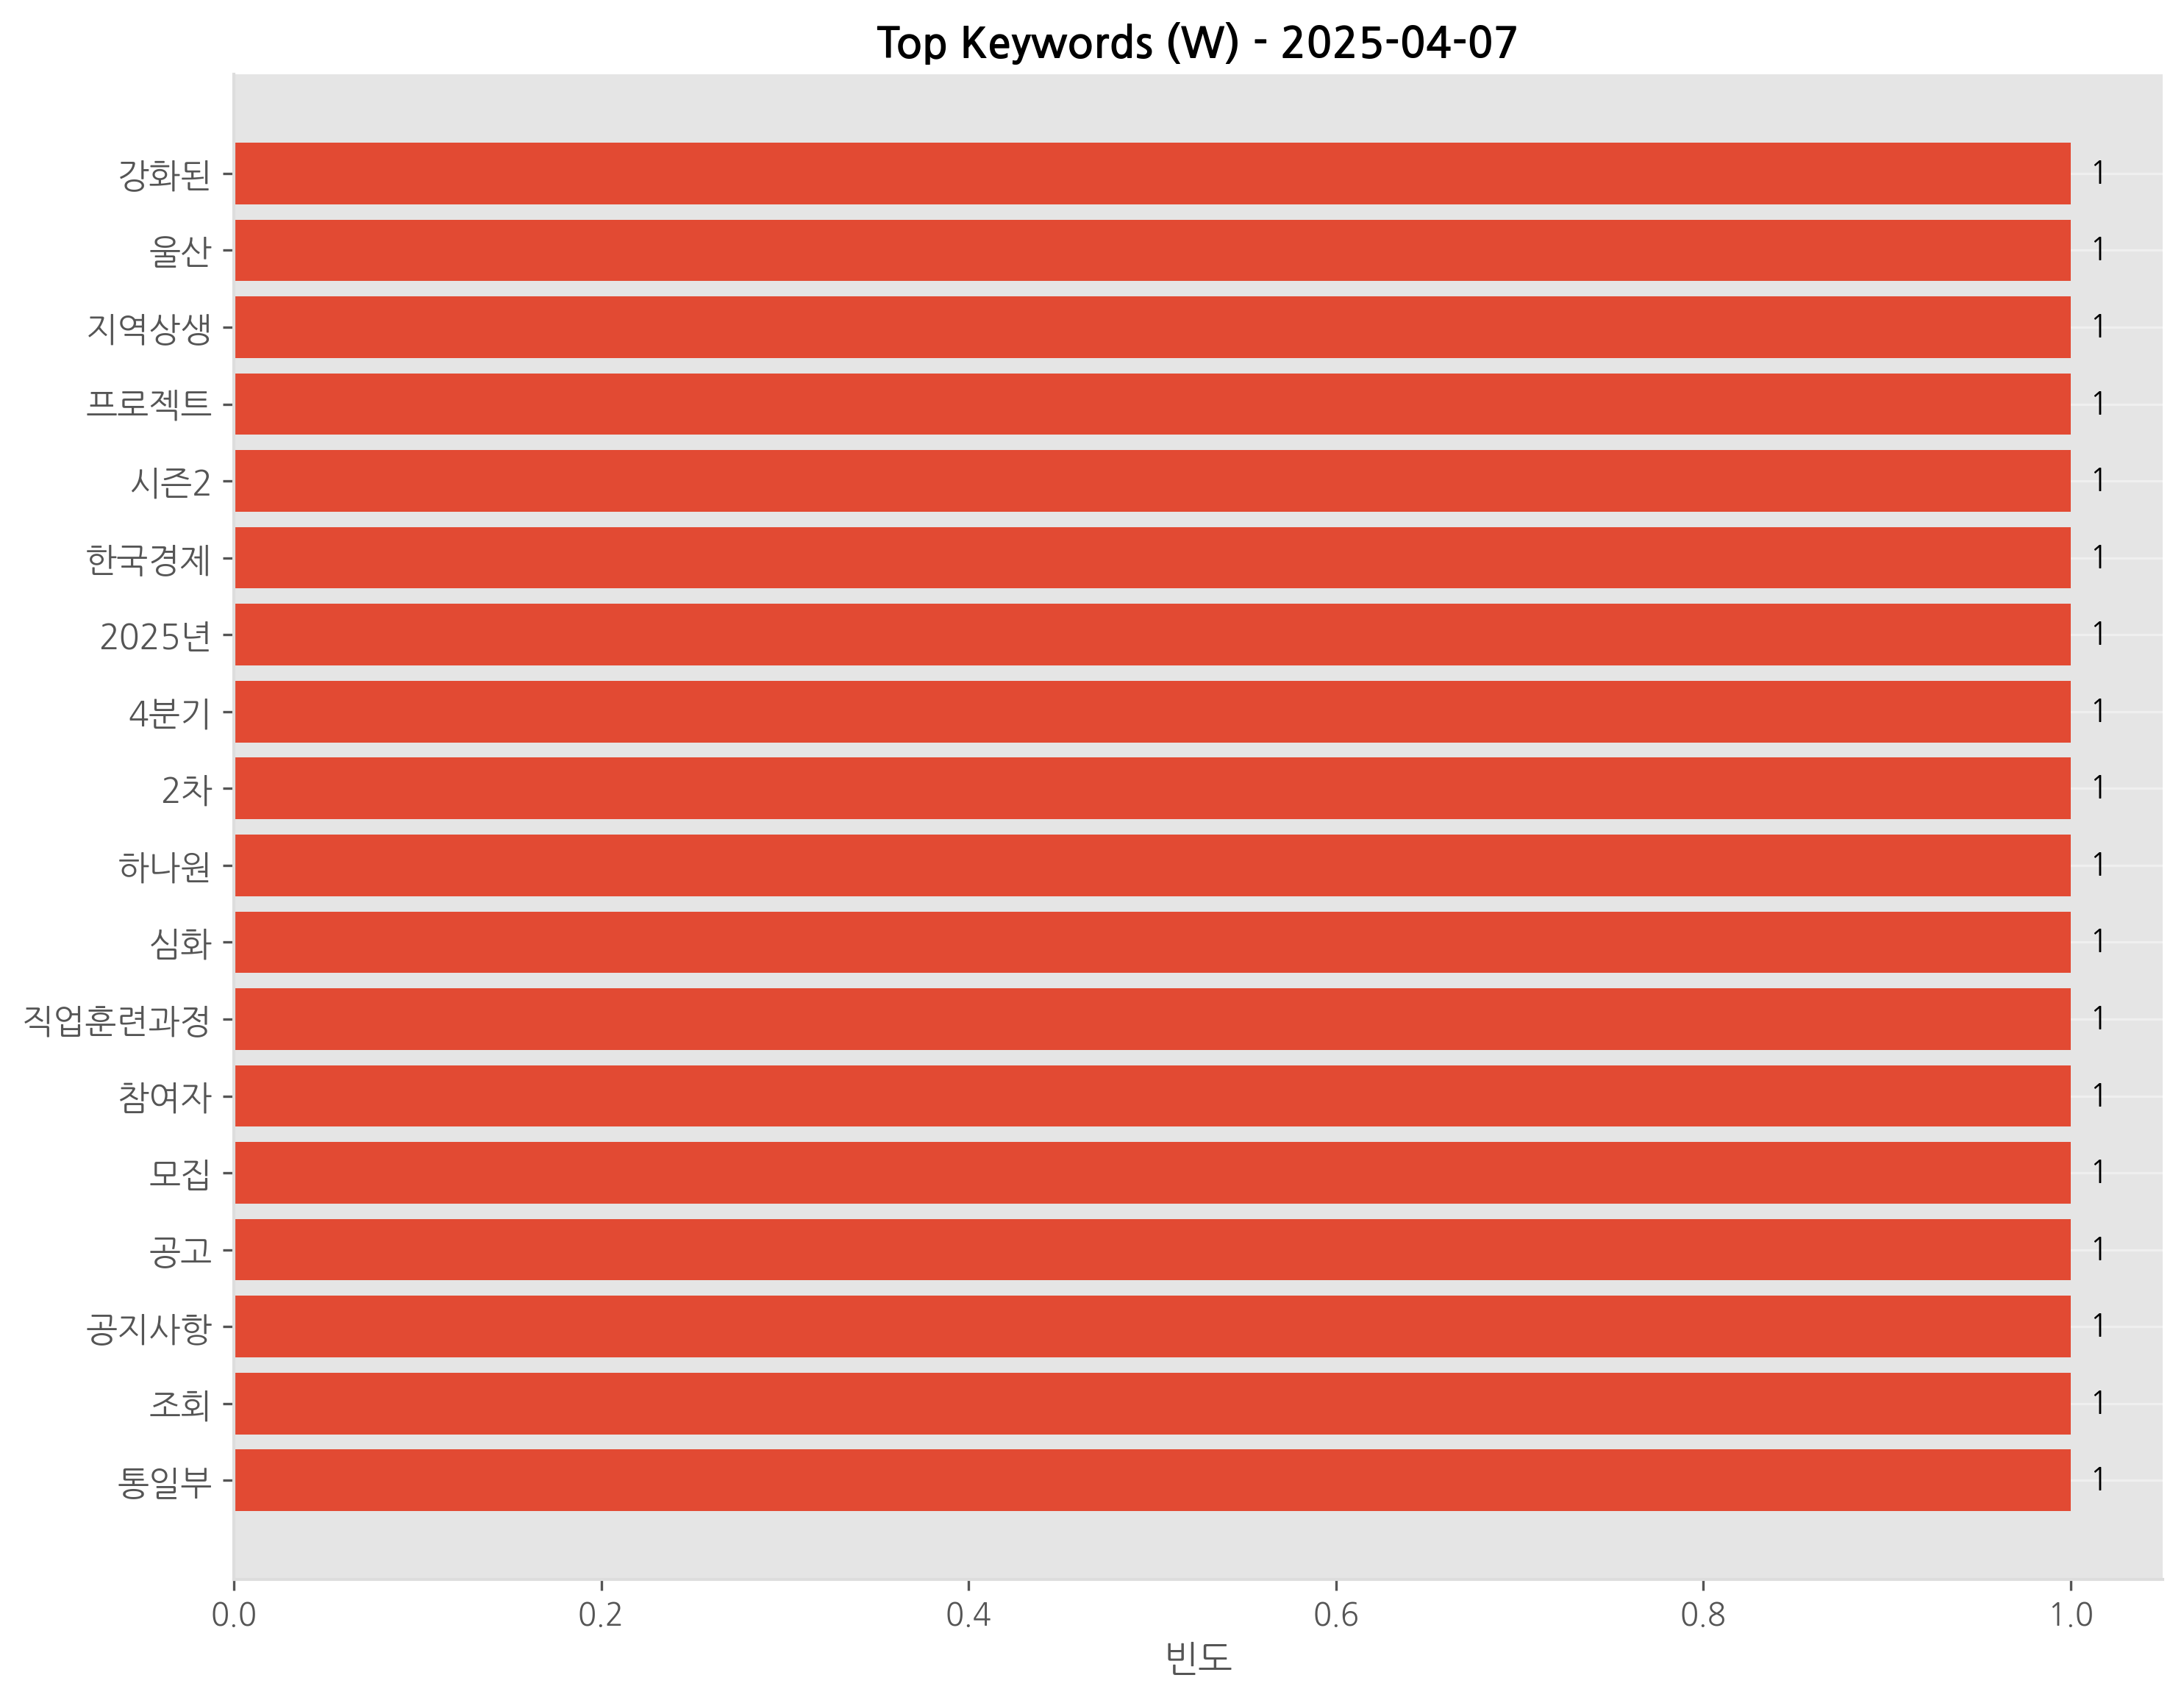 Top Keywords (W) - 2025-04-07
강화된 1
울산 1
지역상생 1
프로젝트 1
시즌2 1
한국경제 1
2025년 1
4분기 1
2차 1
하나원 1
심화 1
직업훈련과정 1
참여자 1
모집 1
공고 1
공지사항 1
조회 1
통일부 1
0.0 0.2 0.4 0.6 0.8 1.0
빈도